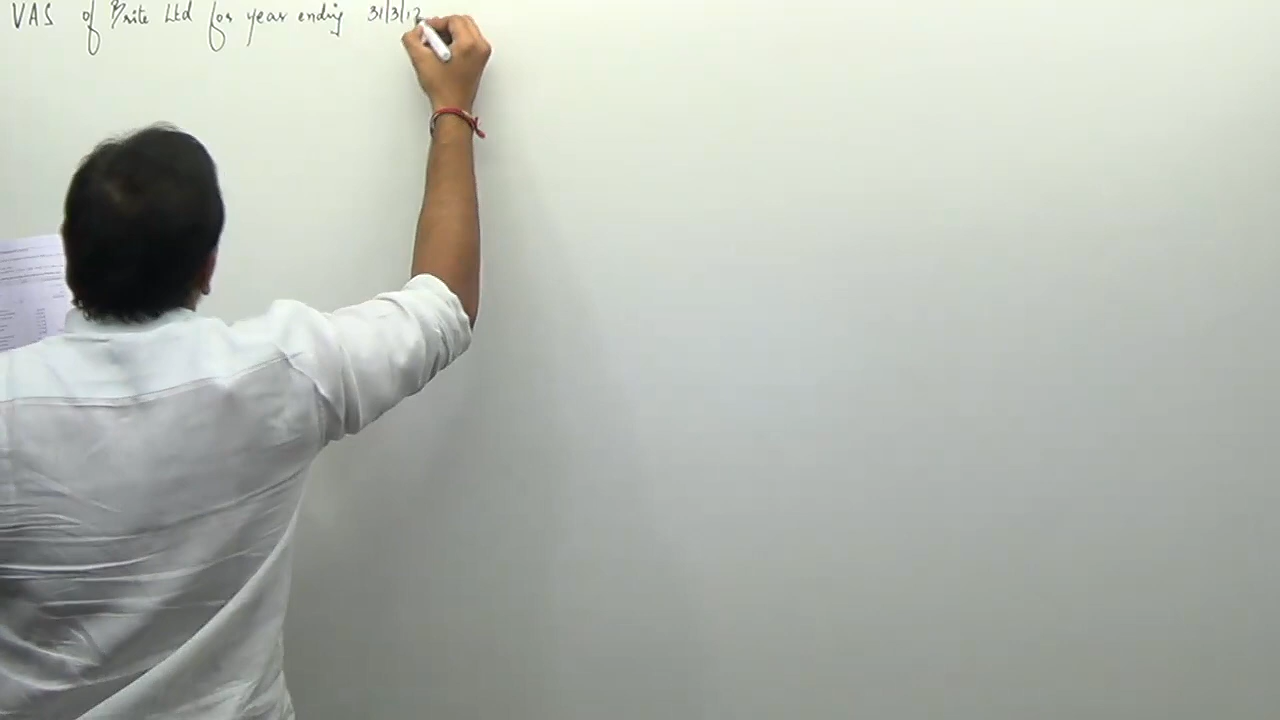 VAS of Brite Ltd for year ending 31/3/12